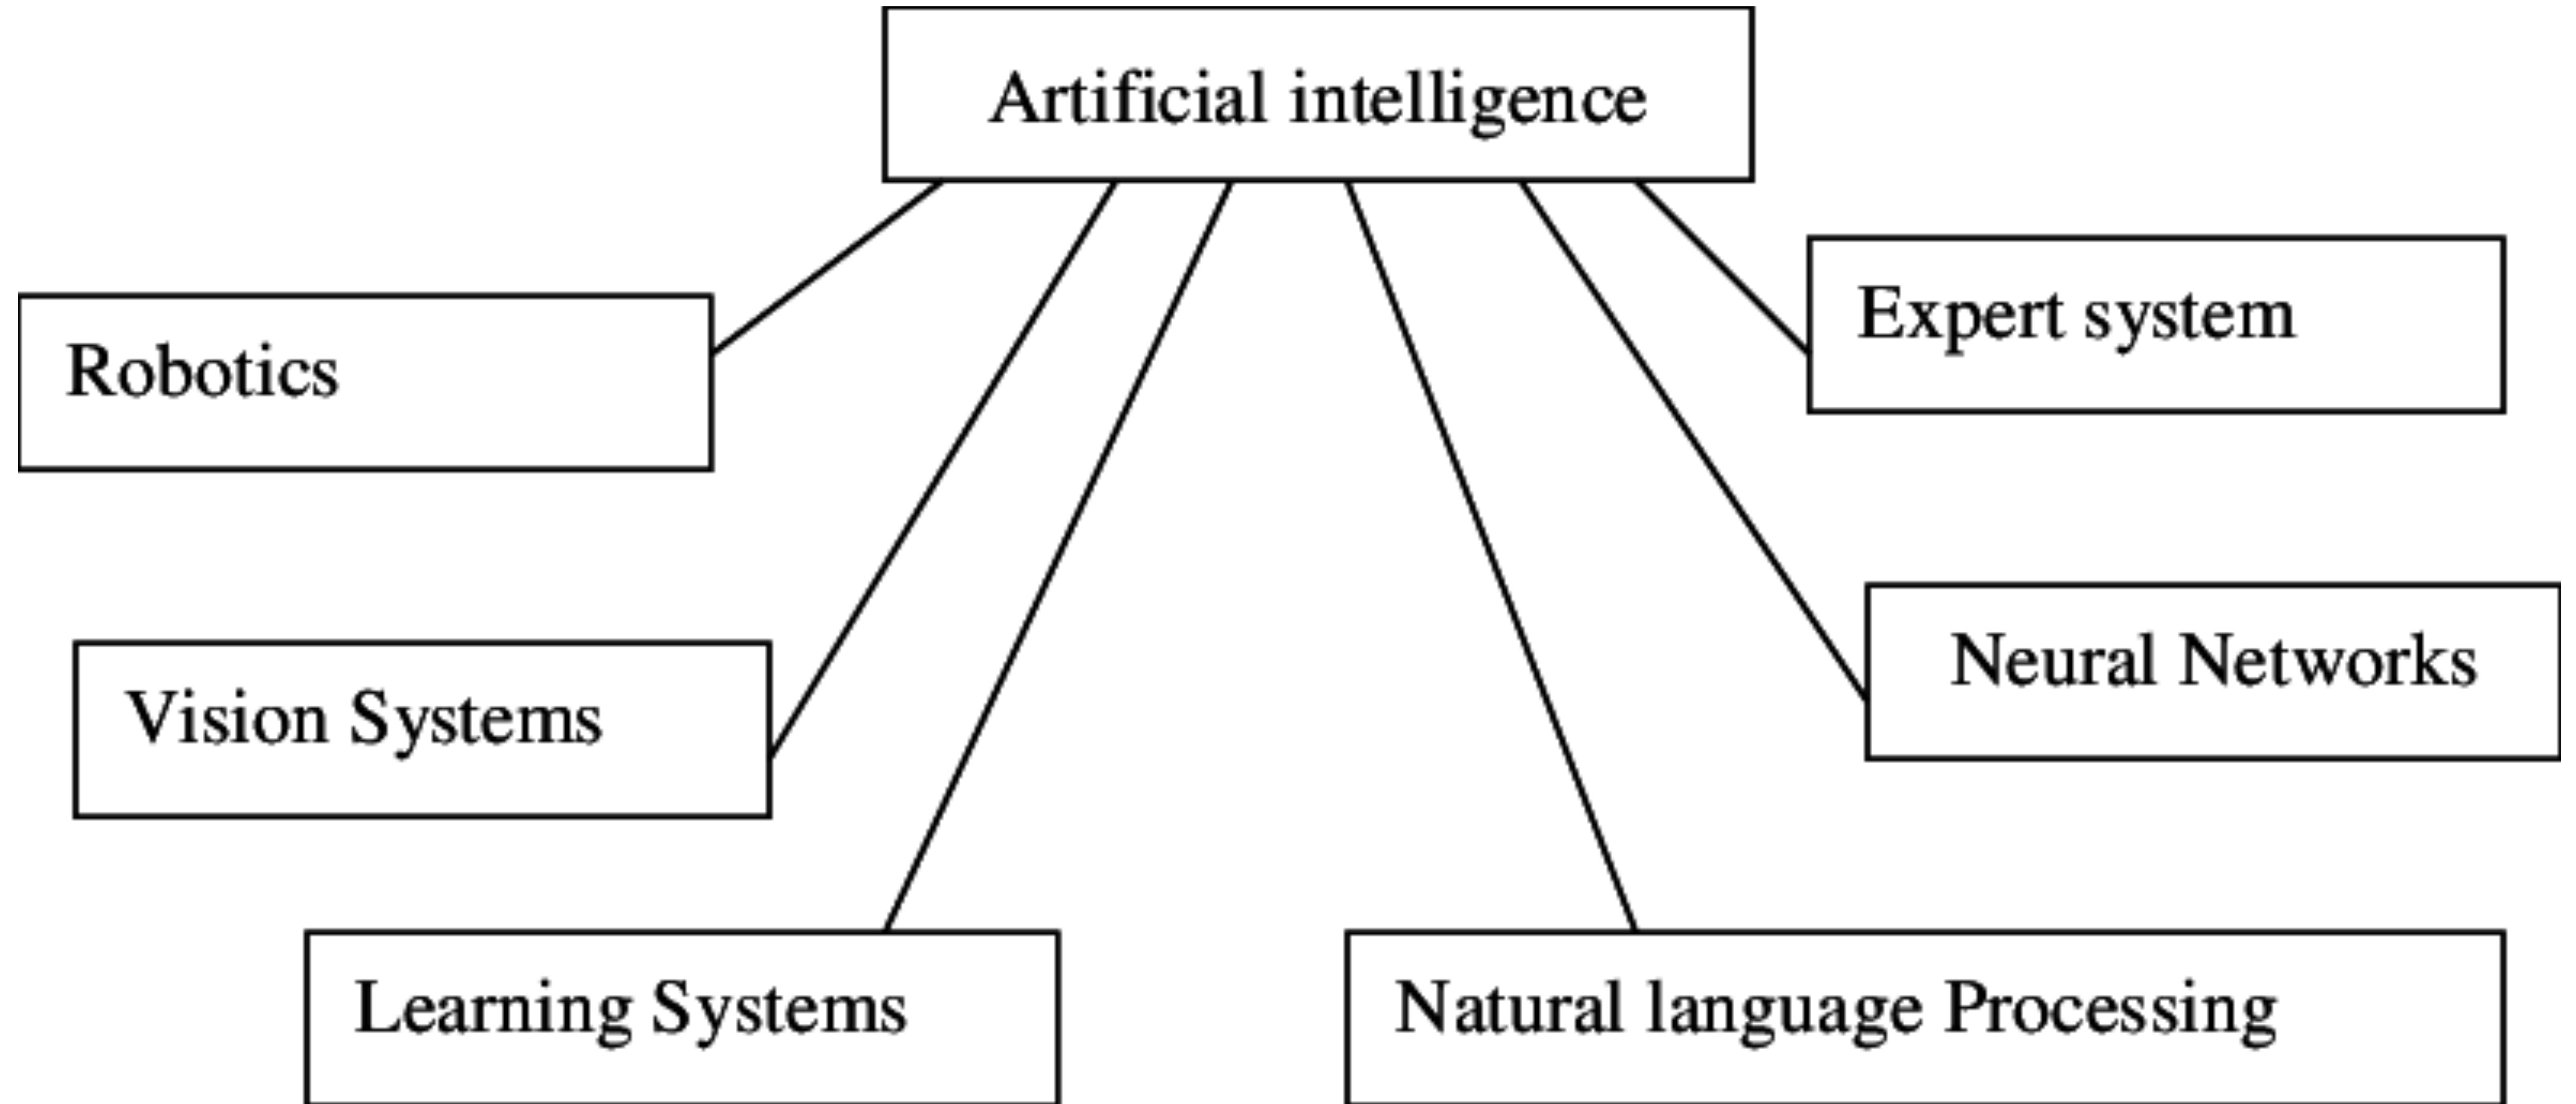 Artificial intelligence
Expert system
Robotics
Neural Networks
Vision Systems
Learning Systems
Natural language Processing